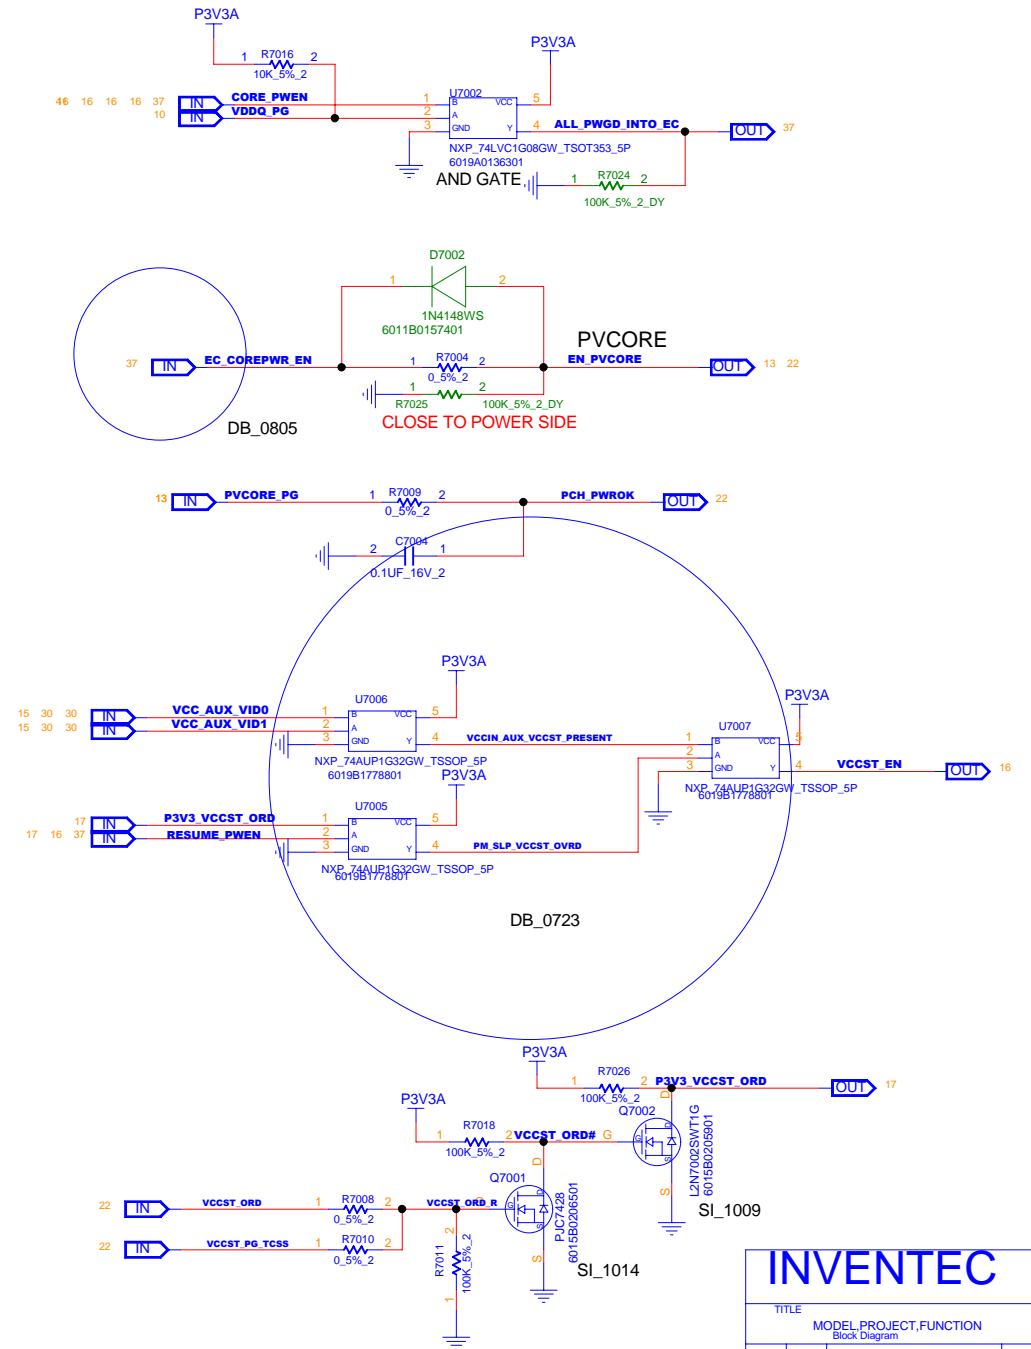 P3V3A
R7016
1 2
10K_5%_2
P3V3A
16 16 16 37 IN CORE_PWEN
10 IN VDDQ_PG
U7002
1 B VCC 5
2 A
3 GND Y 4
ALL_PWGD_INTO_EC OUT 37
NXP_74LVC1G08GW_TSOT353_5P
6019A0136301
AND GATE
1 R7024 2
100K_5%_2_DY
D7002
1 2
1N4148WS
6011B0157401
PVCORE
37 IN EC_COREPWR_EN
1 R7004 2
0_5%_2
EN_PVCORE OUT 13 22
1 2
R7025 100K_5%_2_DY
CLOSE TO POWER SIDE
DB_0805
13 IN PVCORE_PG
1 R7009 2
0_5%_2
PCH_PWROK OUT 22
2 C7004 1
0.1UF_16V_2
P3V3A
15 30 30 IN VCC_AUX_VID0
15 30 30 IN VCC_AUX_VID1
U7006
1 B VCC 5
2 A
3 GND Y 4
VCCIN_AUX_VCCST_PRESENT
NXP_74AUP1G32GW_TSSOP_5P
6019B1778801
P3V3A
U7007
1 B VCC 5
2 A
3 GND Y 4
VCCST_EN OUT 16
NXP_74AUP1G32GW_TSSOP_5P
6019B1778801
P3V3A
17 IN P3V3_VCCST_ORD
17 16 37 IN RESUME_PWEN
U7005
1 B VCC 5
2 A
3 GND Y 4
PM_SLP_VCCST_OVRD
NXP_74AUP1G32GW_TSSOP_5P
6019B1778801
DB_0723
P3V3A
1 R7026 2
100K_5%_2
P3V3_VCCST_ORD OUT 17
P3V3A
1 R7018 2
100K_5%_2
VCCST_ORD# G
Q7002
D
G D S
S
L2N7002SWT1G
6015B0205901
SI_1009
22 IN VCCST_ORD
1 R7008 2
0_5%_2
VCCST_ORD_R G
Q7001
D
G D S
S
PJC7428
6015B0206501
SI_1014
22 IN VCCST_PG_TCSS
1 R7010 2
0_5%_2
1 R7011 2
100K_5%_2
INVENTEC
TITLE
MODEL,PROJECT,FUNCTION
Block Diagram